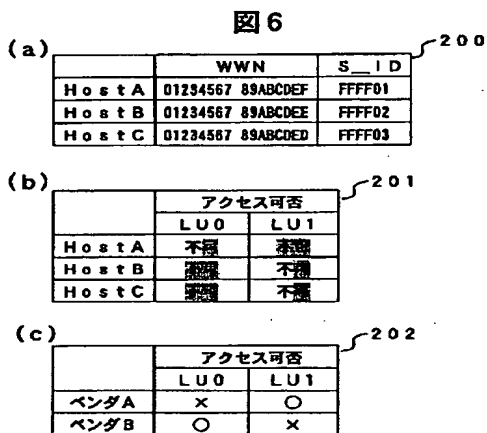 図6
(a)
200
WWN S__ID
HostA 01234567 89ABCDEF FFFF01
HostB 01234567 89ABCDEE FFFF02
HostC 01234567 89ABCDED FFFF03
(b)
201
アクセス可否
LU0 LU1
HostA
HostB
HostC
(c)
202
アクセス可否
LU0 LU1
ベンダA × ○
ベンダB ○ ×